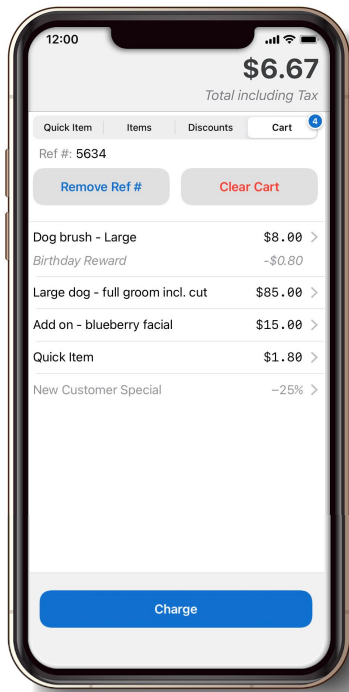 12:00
$6.67
Total including Tax
Quick Item Items Discounts Cart 4
Ref #: 5634
Remove Ref # Clear Cart
Dog brush - Large $8.00
Birthday Reward -$0.80
Large dog - full groom incl. cut $85.00
Add on - blueberry facial $15.00
Quick Item $1.80
New Customer Special –25%
Charge